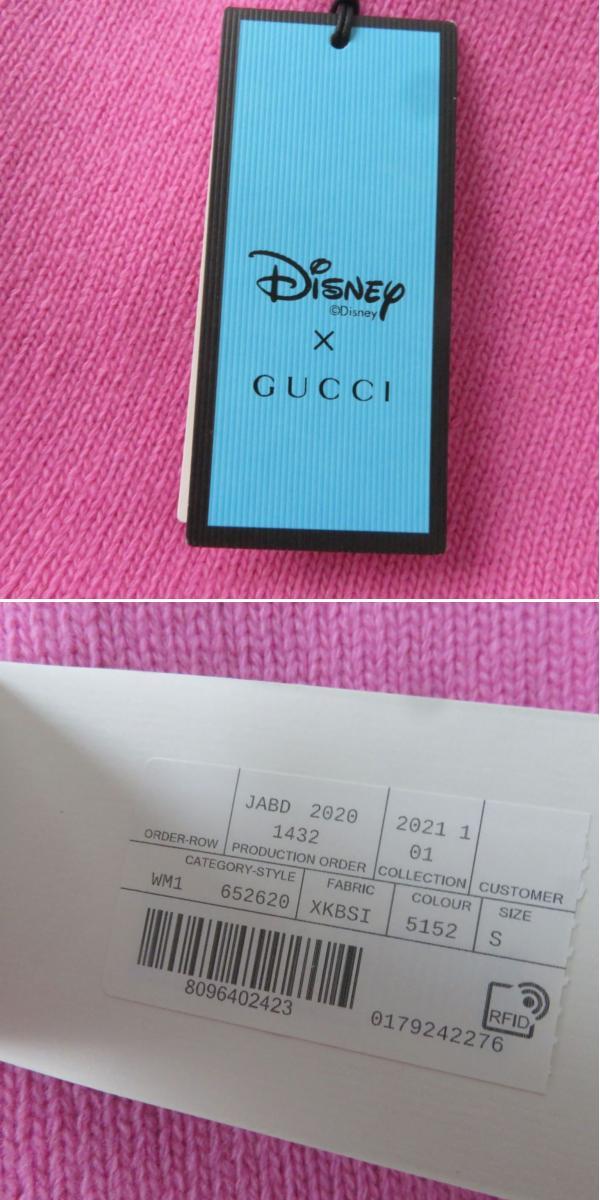 Disney
©Disney
×
GUCCI
JABD 2020
1432
2021 1
01
ORDER-ROW
PRODUCTION ORDER
COLLECTION
CUSTOMER
CATEGORY-STYLE
FABRIC
COLOUR
SIZE
WM1 652620
XKBSI
5152
S
8096402423
0179242276
RFID